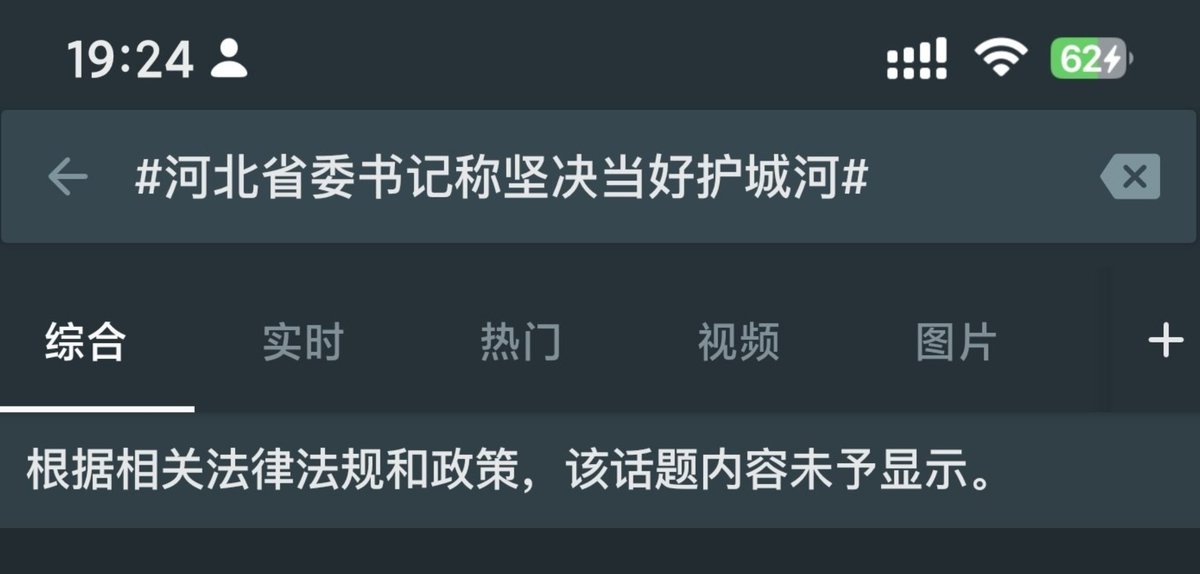 19:24 62
#河北省委书记称坚决当好护城河#
综合 实时 热门 视频 图片 +
根据相关法律法规和政策，该话题内容未予显示。